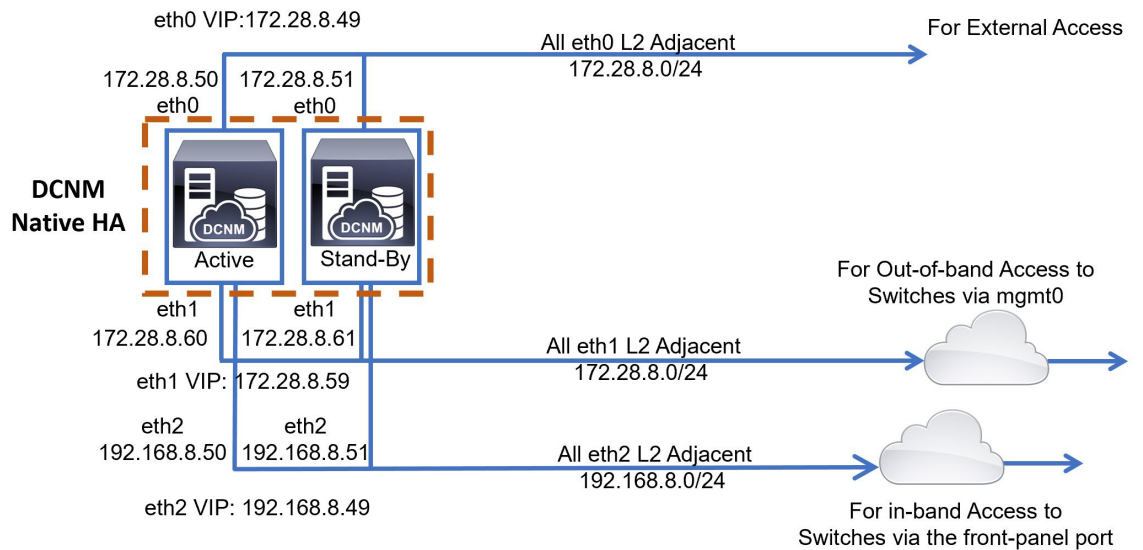 eth0 VIP:172.28.8.49
For External Access
All eth0 L2 Adjacent
172.28.8.0/24
172.28.8.50
eth0
172.28.8.51
eth0
DCNM
Native HA
DCNM
Active
DCNM
Stand-By
eth1
172.28.8.60
eth1
172.28.8.61
For Out-of-band Access to
Switches via mgmt0
All eth1 L2 Adjacent
172.28.8.0/24
eth1 VIP: 172.28.8.59
eth2
192.168.8.50
eth2
192.168.8.51
All eth2 L2 Adjacent
192.168.8.0/24
eth2 VIP: 192.168.8.49
For in-band Access to
Switches via the front-panel port